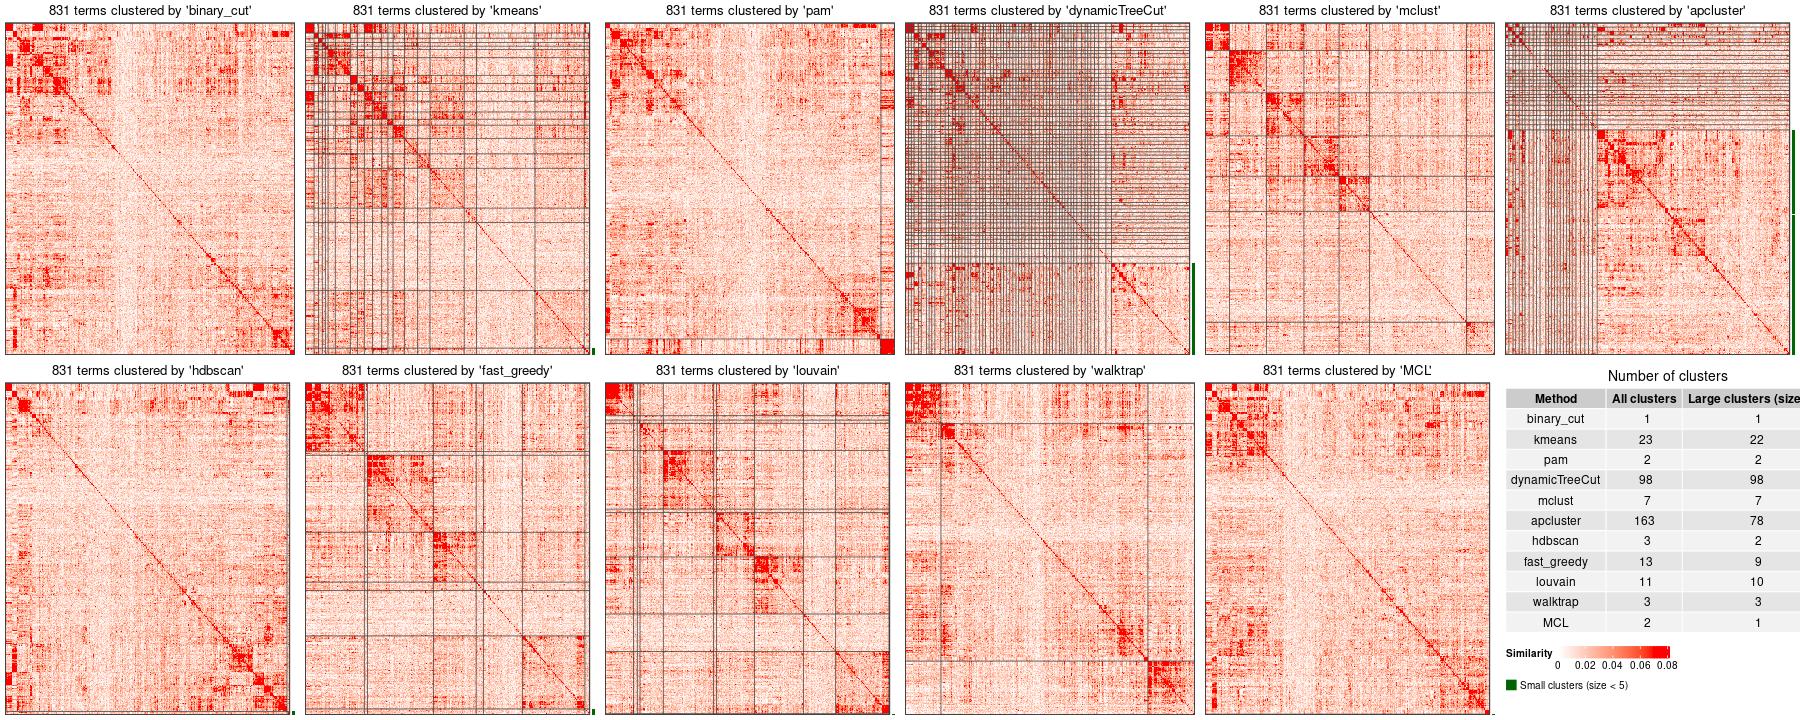 831 terms clustered by 'binary_cut'
831 terms clustered by 'kmeans'
831 terms clustered by 'pam'
831 terms clustered by 'dynamicTreeCut'
831 terms clustered by 'mclust'
831 terms clustered by 'apcluster'
831 terms clustered by 'hdbscan'
831 terms clustered by 'fast_greedy'
831 terms clustered by 'louvain'
831 terms clustered by 'walktrap'
831 terms clustered by 'MCL'
Number of clusters
Method All clusters Large clusters (size
binary_cut 1 1
kmeans 23 22
pam 2 2
dynamicTreeCut 98 98
mclust 7 7
apcluster 163 78
hdbscan 3 2
fast_greedy 13 9
louvain 11 10
walktrap 3 3
MCL 2 1
Similarity
0 0.02 0.04 0.06 0.08
Small clusters (size < 5)